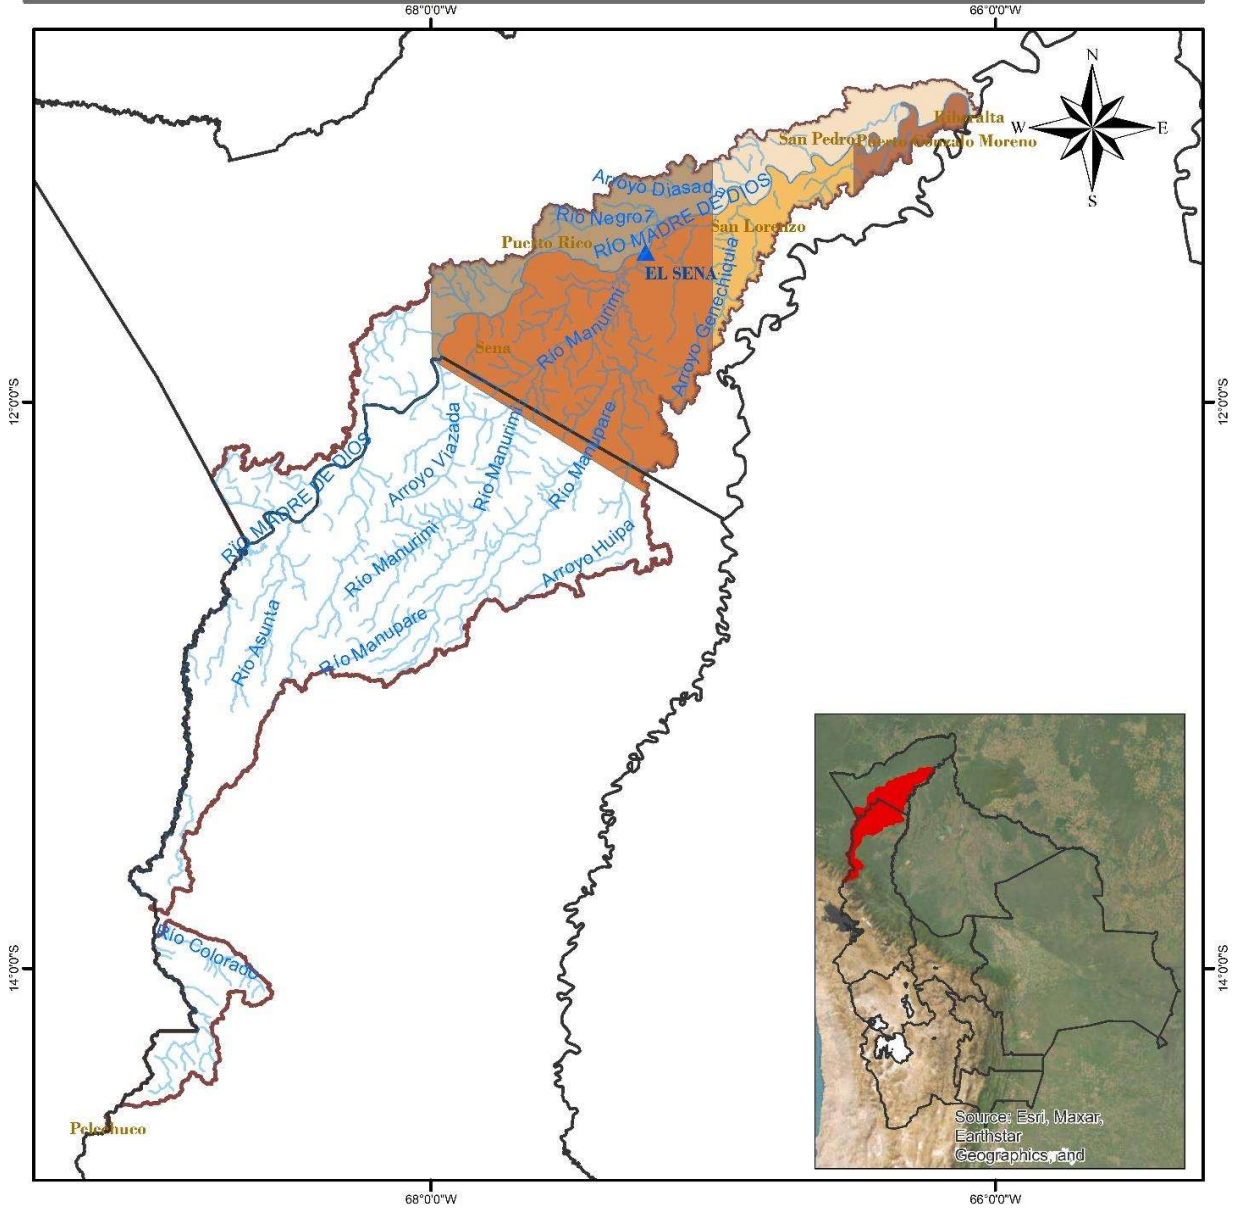 68°0'0"W
66°0'0"W
N
W
E
S
Riberalta
San Pedro
Puerto Gonzalo Moreno
Arroyo Diasad
RÍO MADRE DE DIOS
Río Negro7
San Lorenzo
Puerto Rico
EL SENA
Arroyo Genechiquia
Río Manurimi
Sena
12°0'0"S
12°0'0"S
Arroyo Viazada
Río Manurimi
Río Manupare
RÍO MADRE DE DIOS
Río Manurimi
Arroyo Huipa
Río Asunta
Río Manupare
Río Colorado
14°0'0"S
14°0'0"S
Pelechuco
Source: Esri, Maxar,
Earthstar
Geographics, and
68°0'0"W
66°0'0"W